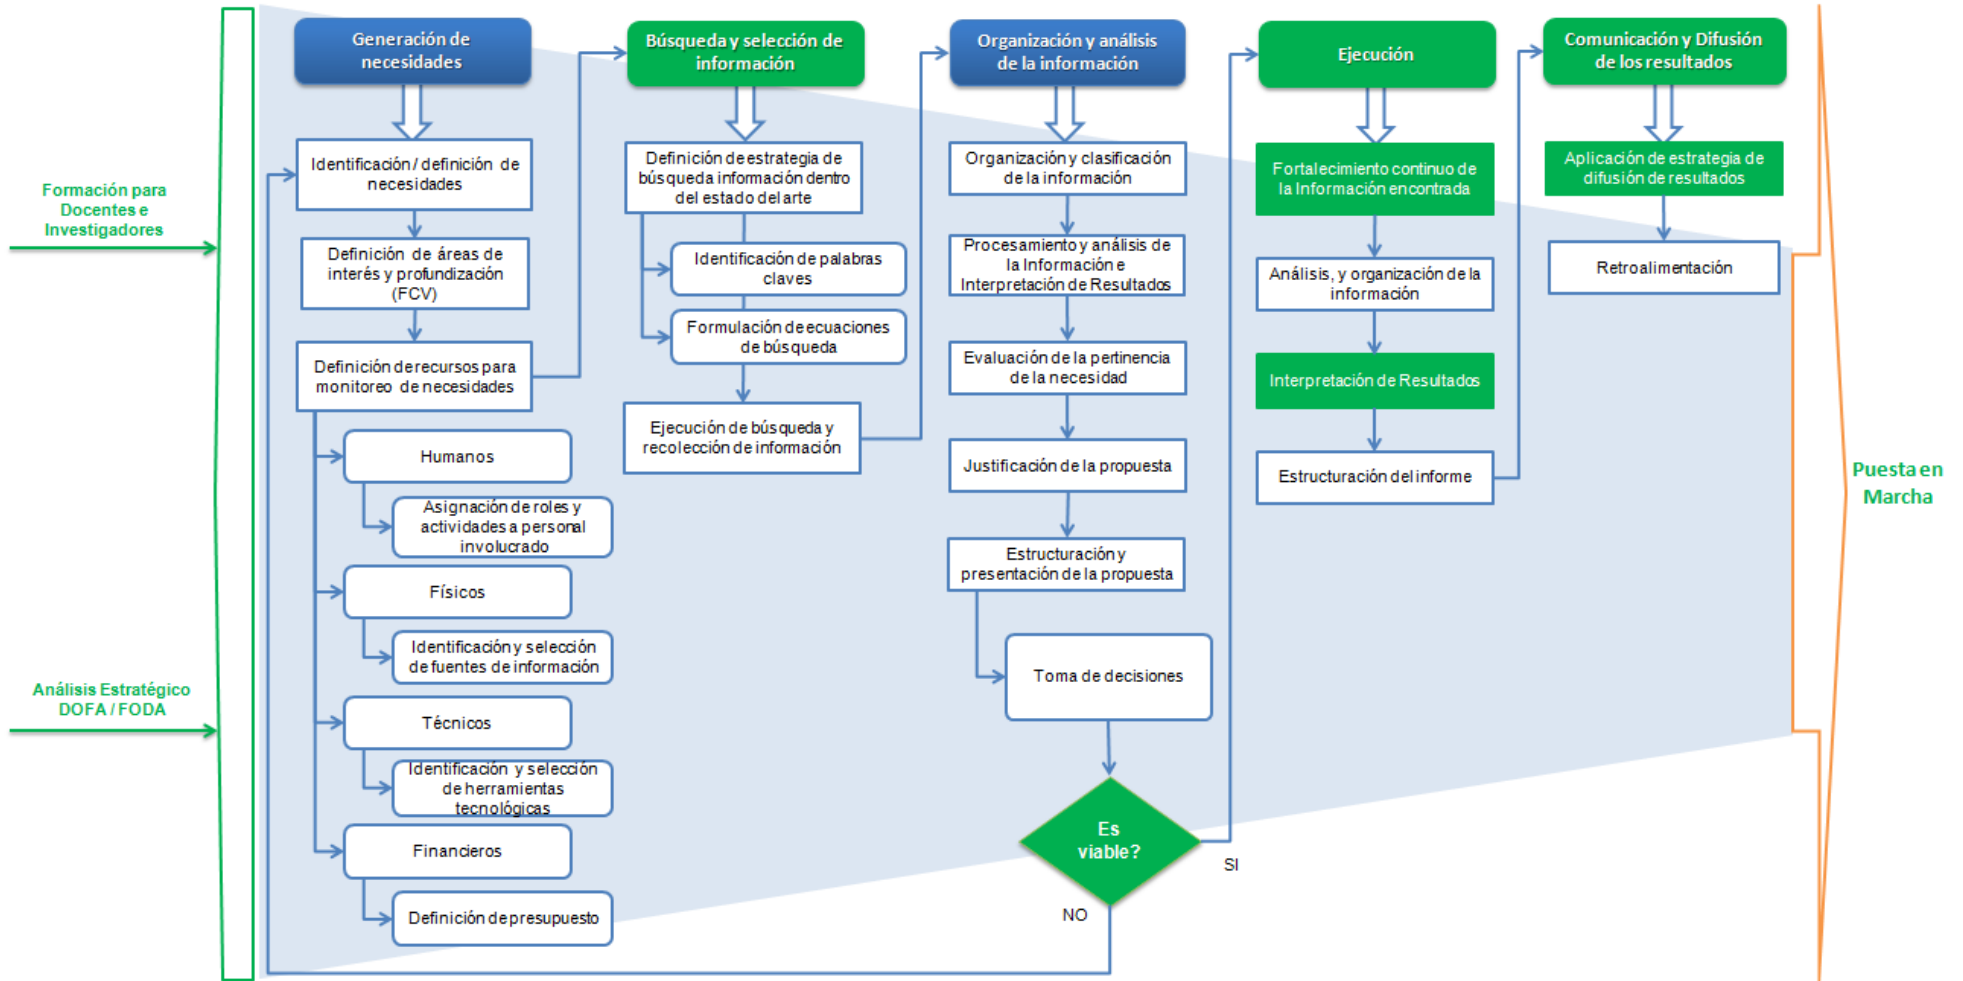 Formación para
Docentes e
Investigadores
Análisis Estratégico
DOFA / FODA
Generación de
necesidades
Identificación / definición de
necesidades
Definición de áreas de
interés y profundización
(FCV)
Definición de recursos para
monitoreo de necesidades
Humanos
Asignación de roles y
actividades a personal
involucrado
Físicos
Identificación y selección
de fuentes de información
Técnicos
Identificación y selección
de herramientas
tecnológicas
Financieros
Definición de presupuesto
Búsqueda y selección de
información
Definición de estrategia de
búsqueda información dentro
del estado del arte
Identificación de palabras
claves
Formulación de ecuaciones
de búsqueda
Ejecución de búsqueda y
recolección de información
Organización y análisis
de la información
Organización y clasificación
de la información
Procesamiento y análisis de
la Información e
Interpretación de Resultados
Evaluación de la pertinencia
de la necesidad
Justificación de la propuesta
Estructuración y
presentación de la propuesta
Toma de decisiones
Es
viable?
SI
NO
Ejecución
Fortalecimiento continuo de
la Información encontrada
Análisis, y organización de la
información
Interpretación de Resultados
Estructuración del informe
Comunicación y Difusión
de los resultados
Aplicación de estrategia de
difusión de resultados
Retroalimentación
Puesta en
Marcha